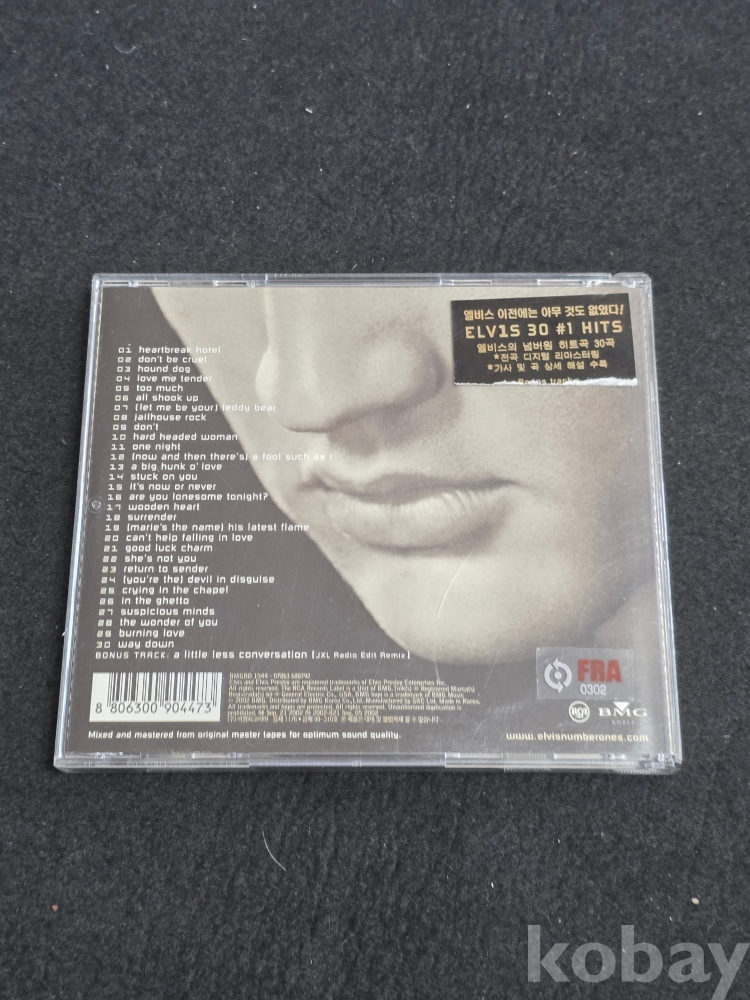 엘비스 이전에는 아무 것도 없었다!
ELV1S 30 #1 HITS
엘비스의 넘버원 히트곡 30곡
*전곡 디지털 리마스터링
*가사 및 곡 상세 해설 수록
01 heartbreak hotel
02 don't be cruel
03 hound dog
04 love me tender
05 too much
06 all shook up
07 (let me be your) teddy bear
08 jailhouse rock
09 don't
10 hard headed woman
11 one night
12 (now and then there's) a fool such as i
13 a big hunk o' love
14 stuck on you
15 it's now or never
16 are you lonesome tonight?
17 wooden heart
18 surrender
19 (marie's the name) his latest flame
20 can't help falling in love
21 good luck charm
22 she's not you
23 return to sender
24 (you're the) devil in disguise
25 crying in the chapel
26 in the ghetto
27 suspicious minds
28 the wonder of you
29 burning love
30 way down
BONUS TRACK: a little less conversation (JXL Radio Edit Remix)
FRA
0302
8 806300 904473
RCA
BMG
KOREA
Mixed and mastered from original master tapes for optimum sound quality.
www.elvisnumberones.com
kobay